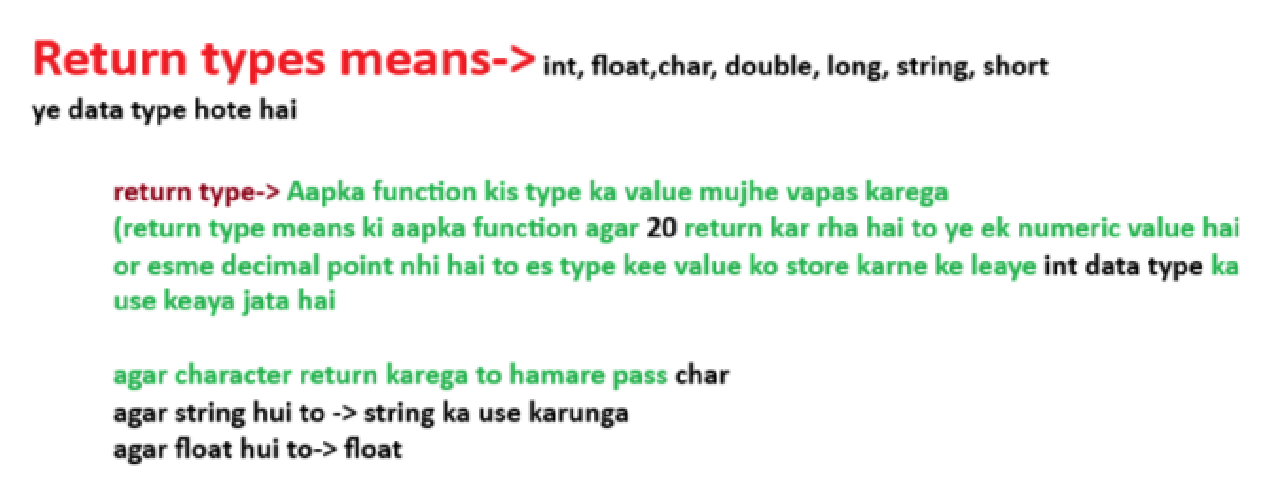 Return types means-> int, float,char, double, long, string, short
ye data type hote hai
return type-> Aapka function kis type ka value mujhe vapas karega
(return type means ki aapka function agar 20 return kar rha hai to ye ek numeric value hai
or esme decimal point nhi hai to es type kee value ko store karne ke leaye int data type ka
use keaya jata hai
agar character return karega to hamare pass char
agar string hui to -> string ka use karunga
agar float hui to-> float